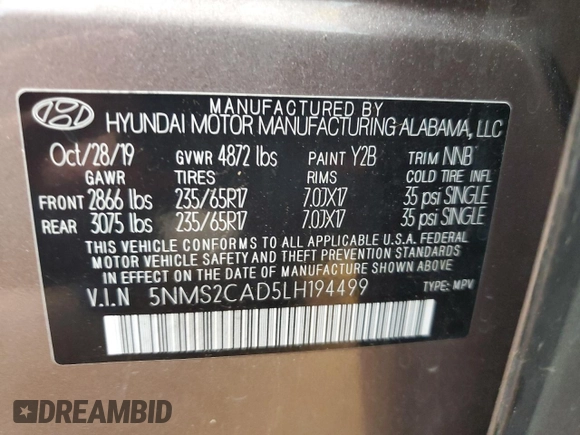 MANUFACTURED BY
HYUNDAI MOTOR MANUFACTURING ALABAMA, LLC
Oct/28/19 GVWR 4872 lbs PAINT Y2B TRIM NNB
GAWR TIRES RIMS COLD TIRE INFL
FRONT 2866 lbs 235/65R17 7.0JX17 35 psi SINGLE
REAR 3075 lbs 235/65R17 7.0JX17 35 psi SINGLE
THIS VEHICLE CONFORMS TO ALL APPLICABLE U.S.A. FEDERAL
MOTOR VEHICLE SAFETY, BUMPER, AND THEFT PREVENTION STANDARDS
IN EFFECT ON THE DATE OF MANUFACTURE SHOWN ABOVE.
V.I.N 5NMS2CAD5LH194499 TYPE: MPV
DREAMBID